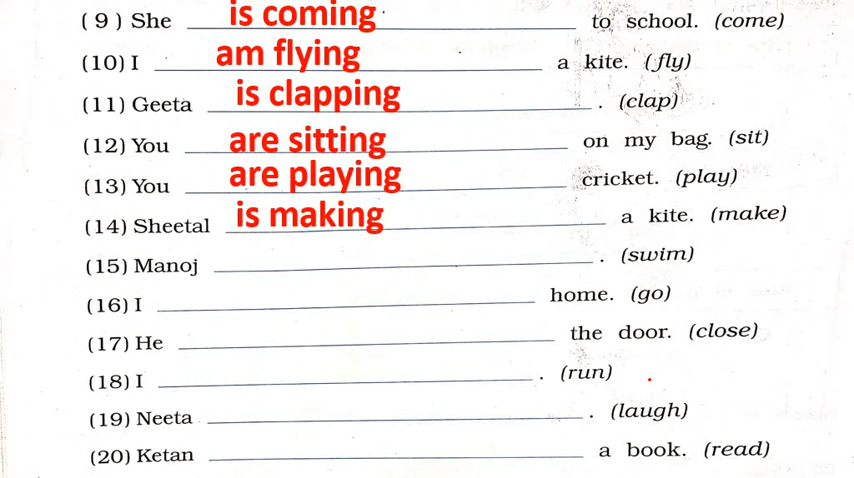 ( 9 ) She is coming to school. (come)
(10) I am flying a kite. (fly)
(11) Geeta is clapping . (clap)
(12) You are sitting on my bag. (sit)
(13) You are playing cricket. (play)
(14) Sheetal is making a kite. (make)
(15) Manoj . (swim)
(16) I home. (go)
(17) He the door. (close)
(18) I . (run)
(19) Neeta . (laugh)
(20) Ketan a book. (read)